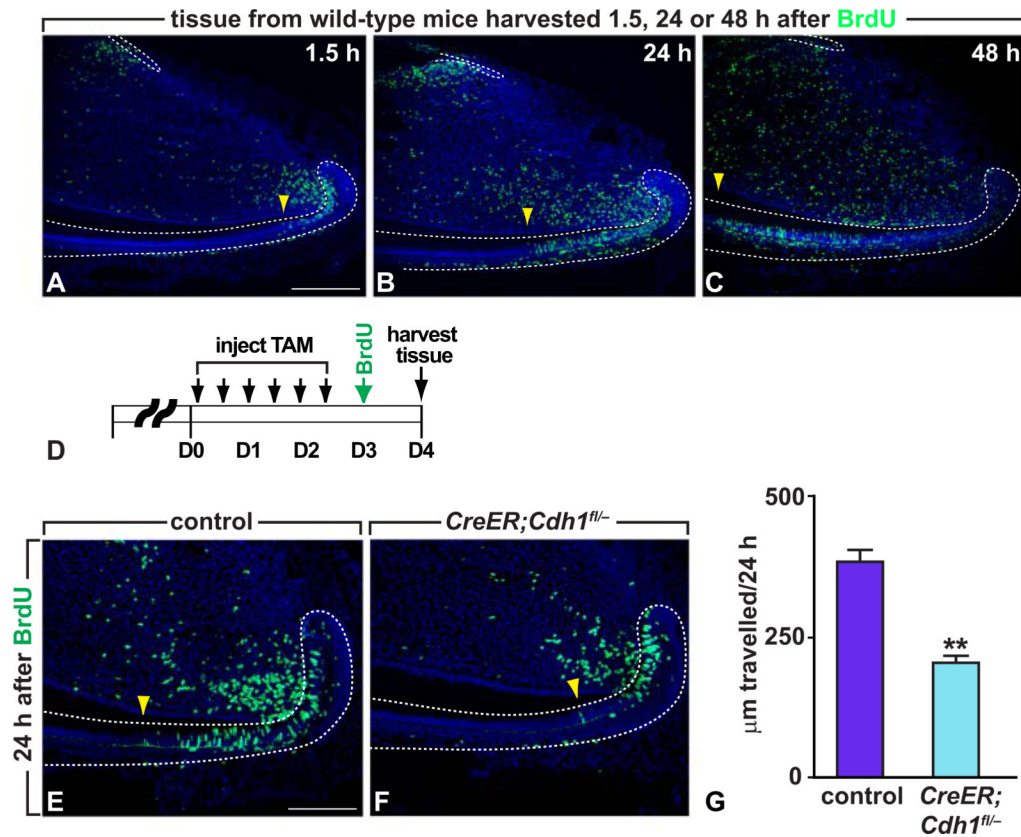 tissue from wild-type mice harvested 1.5, 24 or 48 h after BrdU
1.5 h
24 h
48 h
A
B
C
inject TAM
BrdU
harvest
tissue
D
D0
D1
D2
D3
D4
control
CreER;Cdh1fl/–
24 h after BrdU
E
F
G
μm travelled/24 h
500
250
0
**
control
CreER;
Cdh1fl/–